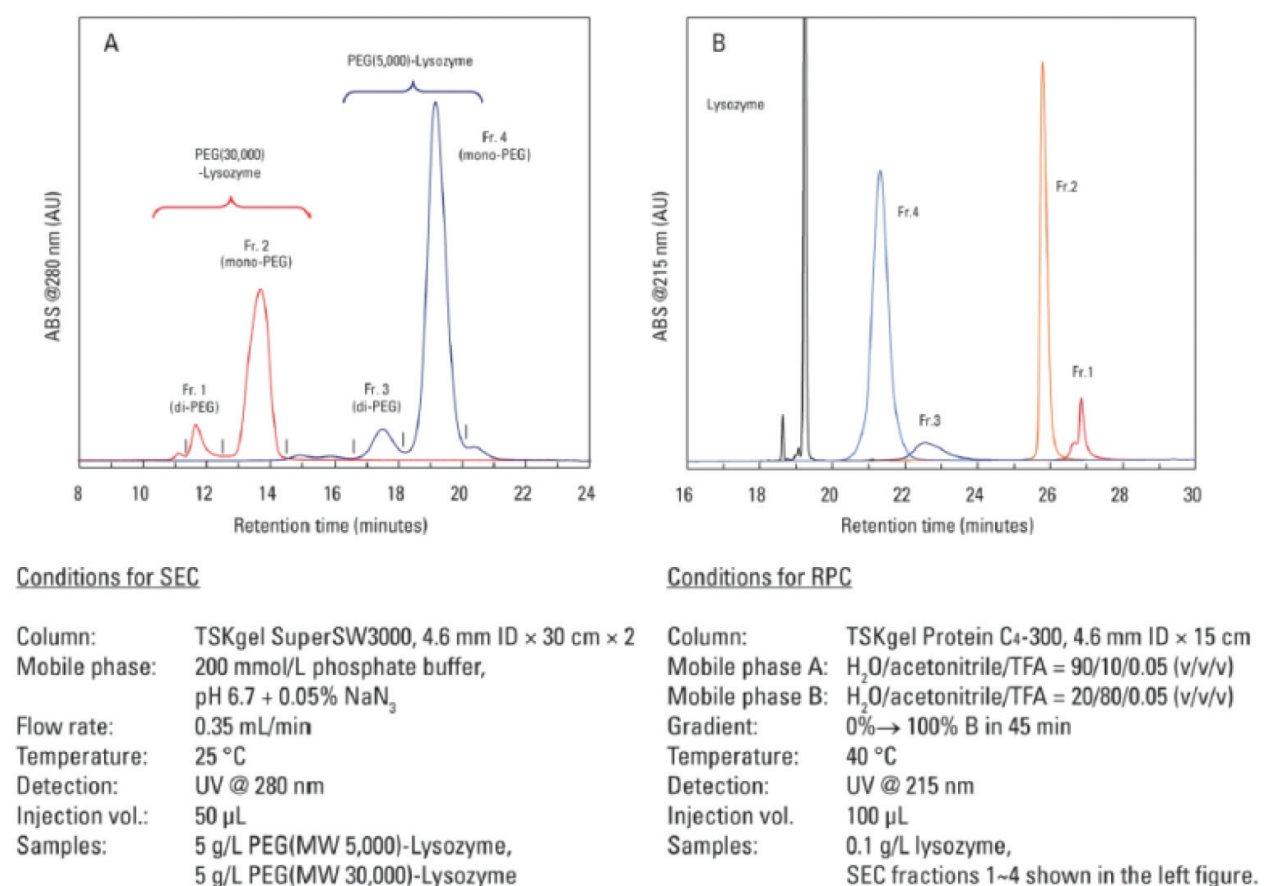 A
PEG(5,000)-Lysozyme
Fr. 4
(mono-PEG)
PEG(30,000)
-Lysozyme
Fr. 2
(mono-PEG)
Fr. 1
(di-PEG)
Fr. 3
(di-PEG)
ABS @280 nm (AU)
8 10 12 14 16 18 20 22 24
Retention time (minutes)
B
Lysozyme
Fr.4
Fr.2
Fr.3
Fr.1
ABS @215 nm (AU)
16 18 20 22 24 26 28 30
Retention time (minutes)
Conditions for SEC
Column: TSKgel SuperSW3000, 4.6 mm ID × 30 cm × 2
Mobile phase: 200 mmol/L phosphate buffer,
pH 6.7 + 0.05% NaN₃
Flow rate: 0.35 mL/min
Temperature: 25 °C
Detection: UV @ 280 nm
Injection vol.: 50 µL
Samples: 5 g/L PEG(MW 5,000)-Lysozyme,
5 g/L PEG(MW 30,000)-Lysozyme
Conditions for RPC
Column: TSKgel Protein C₄-300, 4.6 mm ID × 15 cm
Mobile phase A: H₂O/acetonitrile/TFA = 90/10/0.05 (v/v/v)
Mobile phase B: H₂O/acetonitrile/TFA = 20/80/0.05 (v/v/v)
Gradient: 0%→ 100% B in 45 min
Temperature: 40 °C
Detection: UV @ 215 nm
Injection vol. 100 µL
Samples: 0.1 g/L lysozyme,
SEC fractions 1~4 shown in the left figure.